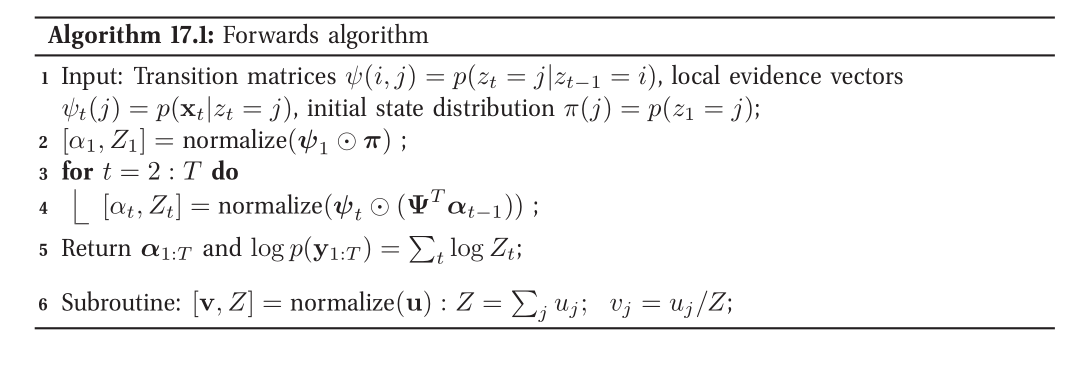 Algorithm 17.1: Forwards algorithm
1 Input: Transition matrices ψ(i, j) = p(z_t = j|z_{t−1} = i), local evidence vectors
ψ_t(j) = p(𝐱_t|z_t = j), initial state distribution π(j) = p(z_1 = j);
2 [α_1, Z_1] = normalize(𝛙_1 ⊙ 𝛑) ;
3 for t = 2 : T do
4 [α_t, Z_t] = normalize(𝛙_t ⊙ (𝚿^T 𝛂_{t−1})) ;
5 Return 𝛂_{1:T} and log p(𝐲_{1:T}) = ∑_t log Z_t;
6 Subroutine: [𝐯, Z] = normalize(𝐮) : Z = ∑_j u_j; v_j = u_j/Z;